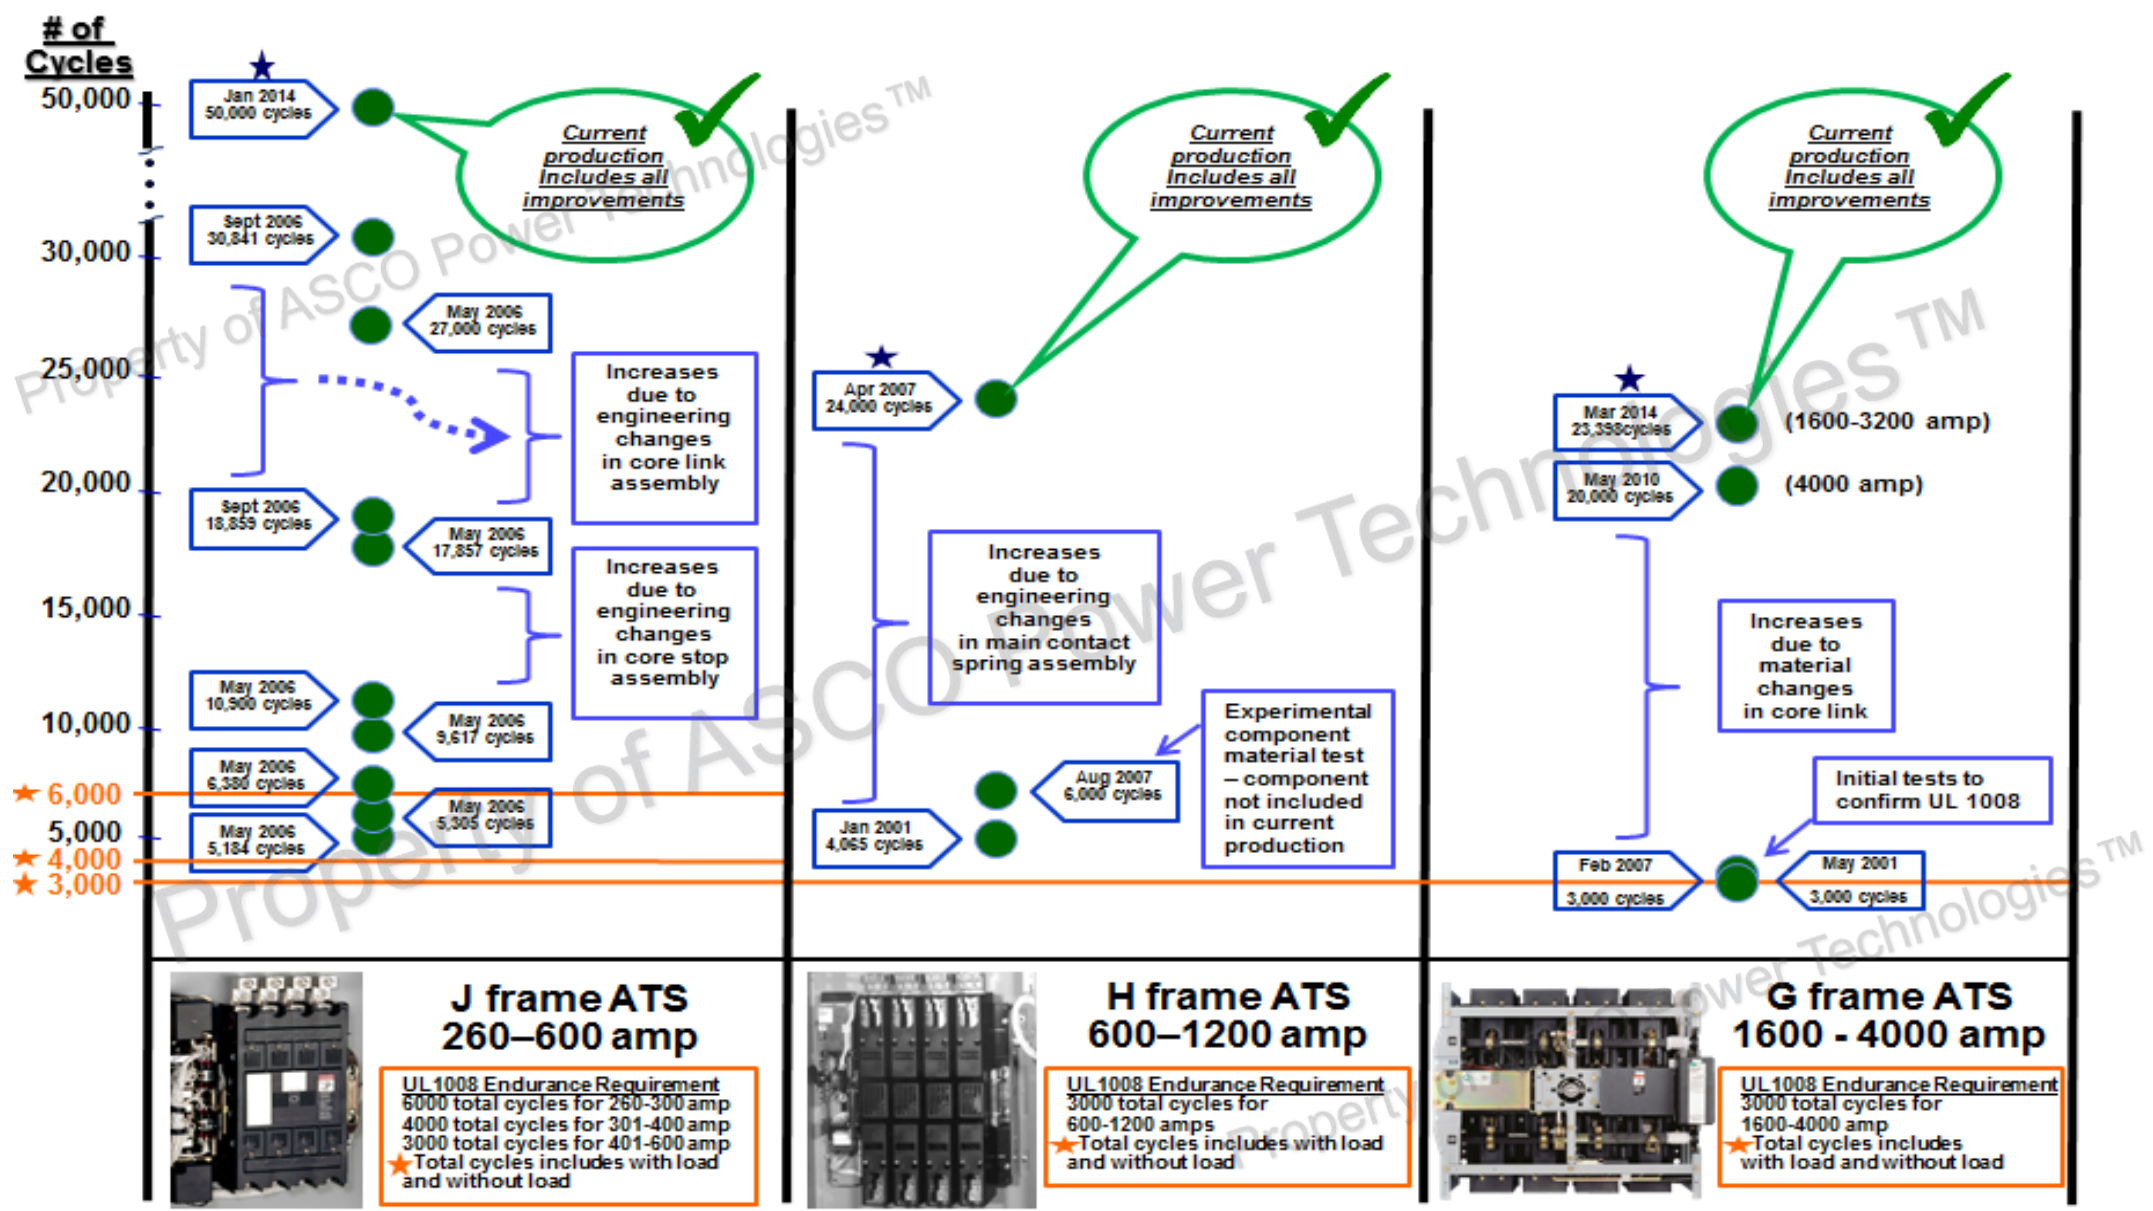 # of
Cycles
50,000
30,000
25,000
20,000
15,000
10,000
6,000
5,000
4,000
3,000
Jan 2014
50,000 cycles
Current
production
Includes all
improvements
Sept 2006
30,841 cycles
May 2006
27,000 cycles
Increases
due to
engineering
changes
in core link
assembly
Sept 2006
18,859 cycles
May 2006
17,857 cycles
Increases
due to
engineering
changes
in core stop
assembly
May 2006
10,900 cycles
May 2006
9,617 cycles
May 2006
6,380 cycles
May 2006
5,305 cycles
May 2006
5,184 cycles
Current
production
Includes all
improvements
Apr 2007
24,000 cycles
Increases
due to
engineering
changes
in main contact
spring assembly
Experimental
component
material test
– component
not included
in current
production
Aug 2007
6,000 cycles
Jan 2001
4,065 cycles
Current
production
Includes all
improvements
Mar 2014
23,398cycles
(1600-3200 amp)
May 2010
20,000 cycles
(4000 amp)
Increases
due to
material
changes
in core link
Initial tests to
confirm UL 1008
Feb 2007
3,000 cycles
May 2001
3,000 cycles
J frame ATS
260–600 amp
UL1008 Endurance Requirement
6000 total cycles for 260-300 amp
4000 total cycles for 301-400 amp
3000 total cycles for 401-600 amp
Total cycles includes with load
and without load
H frame ATS
600–1200 amp
UL1008 Endurance Requirement
3000 total cycles for
600-1200 amps
Total cycles includes with load
and without load
G frame ATS
1600 - 4000 amp
UL1008 Endurance Requirement
3000 total cycles for
1600-4000 amp
Total cycles includes
with load and without load
Property of ASCO Power Technologies™
Property of ASCO Power Technologies™
Property Power Technologies™